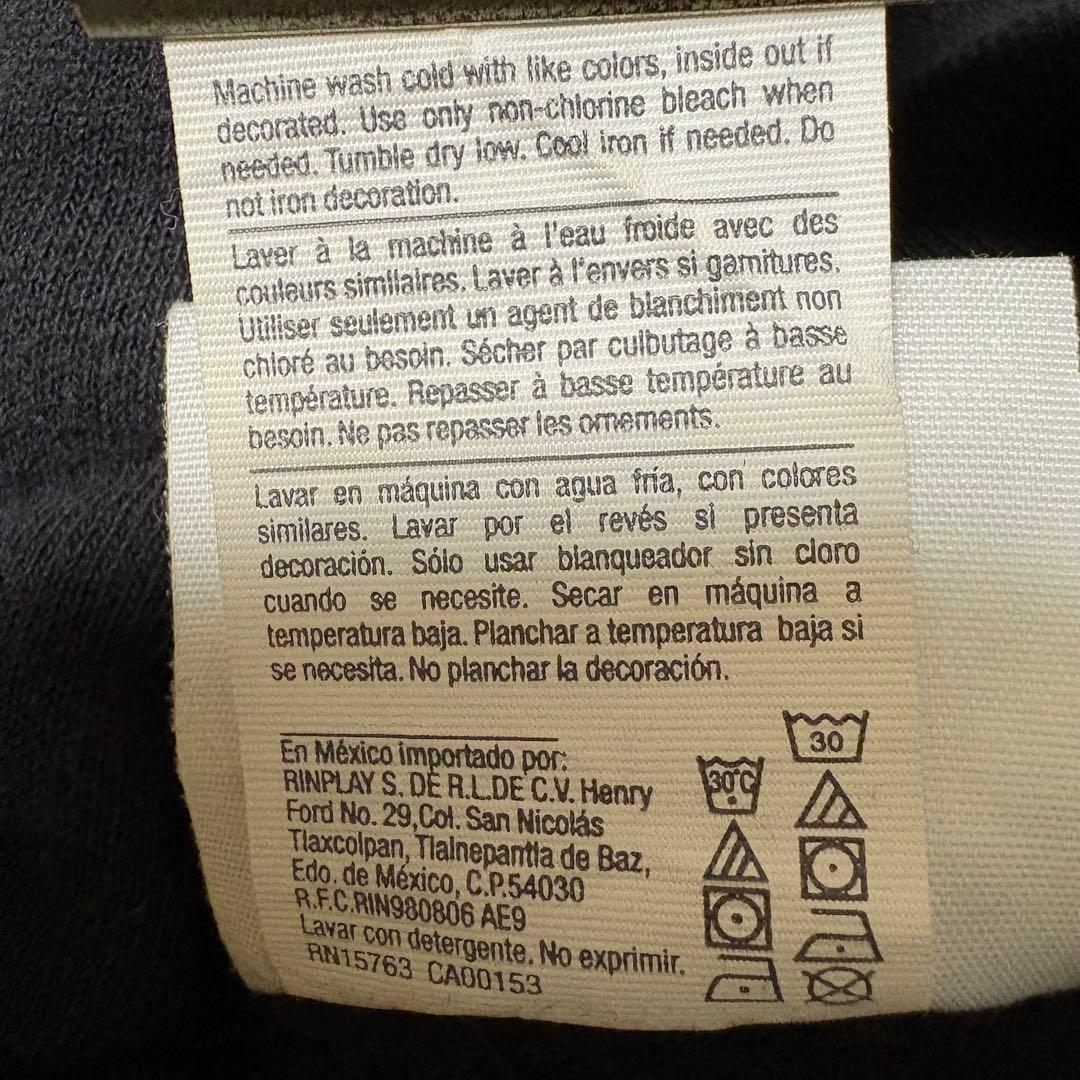 Machine wash cold with like colors, inside out if
decorated. Use only non-chlorine bleach when
needed. Tumble dry low. Cool iron if needed. Do
not iron decoration.
Laver à la machine à l'eau froide avec des
couleurs similaires. Laver à l'envers si garnitures.
Utiliser seulement un agent de blanchiment non
chloré au besoin. Sécher par culbutage à basse
température. Repasser à basse température au
besoin. Ne pas repasser les ornements.
Lavar en máquina con agua fría, con colores
similares. Lavar por el revés si presenta
decoración. Sólo usar blanqueador sin cloro
cuando se necesite. Secar en máquina a
temperatura baja. Planchar a temperatura baja si
se necesita. No planchar la decoración.
En México importado por:
RINPLAY S. DE R.L.DE C.V. Henry
Ford No. 29,Col. San Nicolás
Tlaxcolpan, Tlalnepantla de Baz,
Edo. de México, C.P.54030
R.F.C.RIN980806 AE9
Lavar con detergente. No exprimir.
RN15763 CA00153
30°C
30